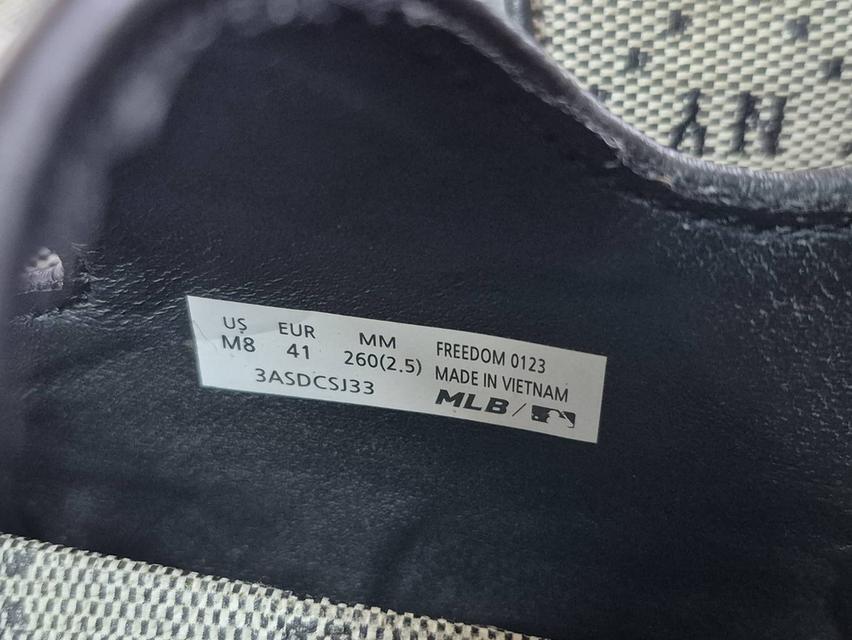 US EUR MM FREEDOM 0123
M8 41 260(2.5) MADE IN VIETNAM
3ASDCSJ33 MLB/
NY